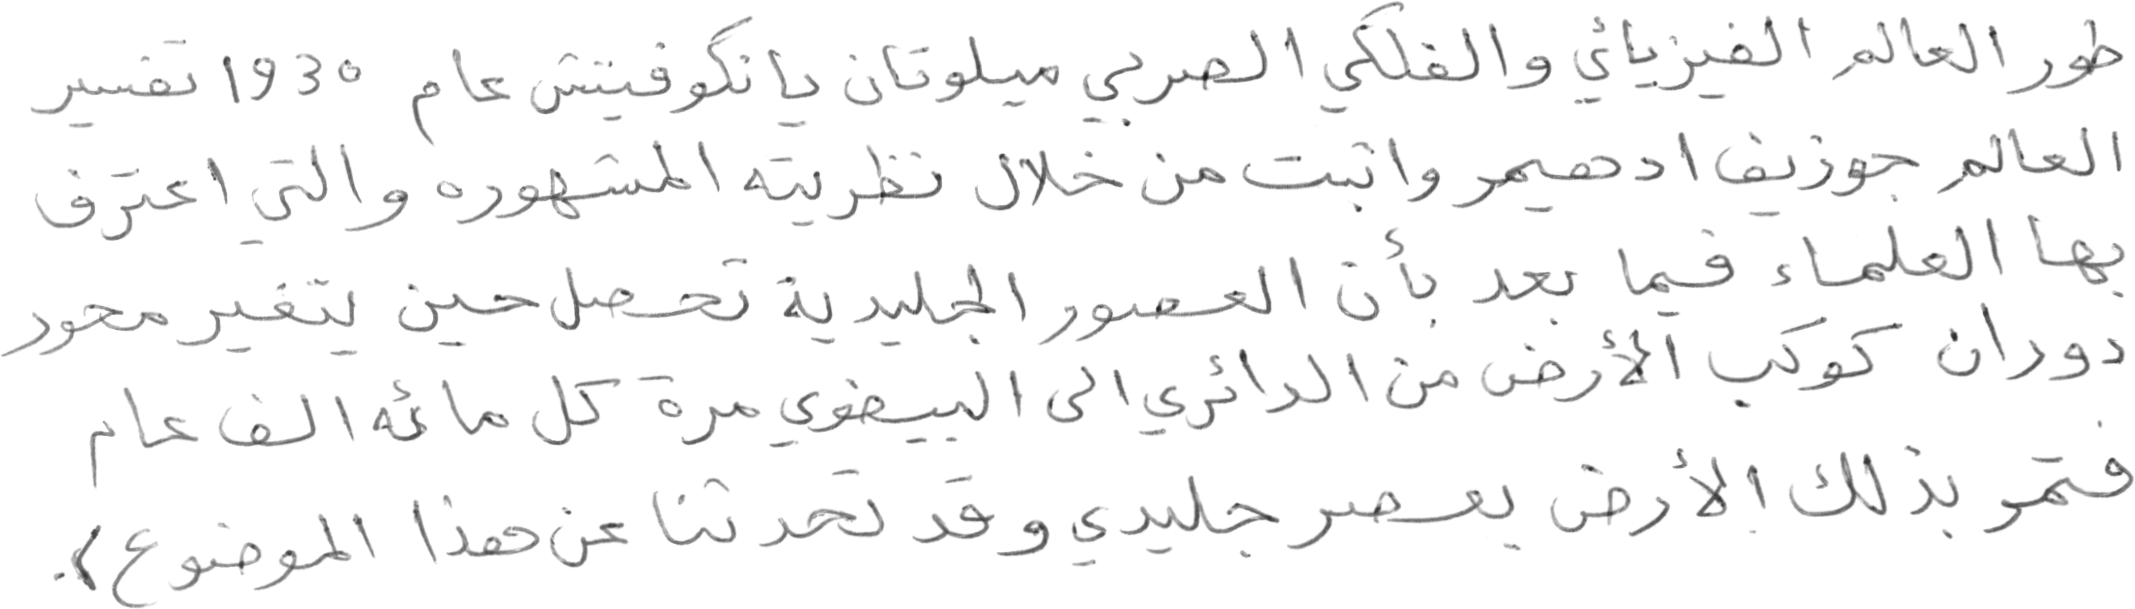 طور العالم الفيزيائي والفلكي الصربي ميلوتان يانكوفيتش عام 1930 تفسير
العالم جوزيف ادهيمر واثبت من خلال نظريته المشهوره والتي اعترف
بها العلماء فيما بعد بأن العصور الجليدية تحصل حين يتغير محور
دوران كوكب الأرض من الدائري الى البيضوي مرة كل مائه الف عام
فتمر بذلك الأرض بعصر جليدي وقد تحدثنا عن هذا الموضوع).